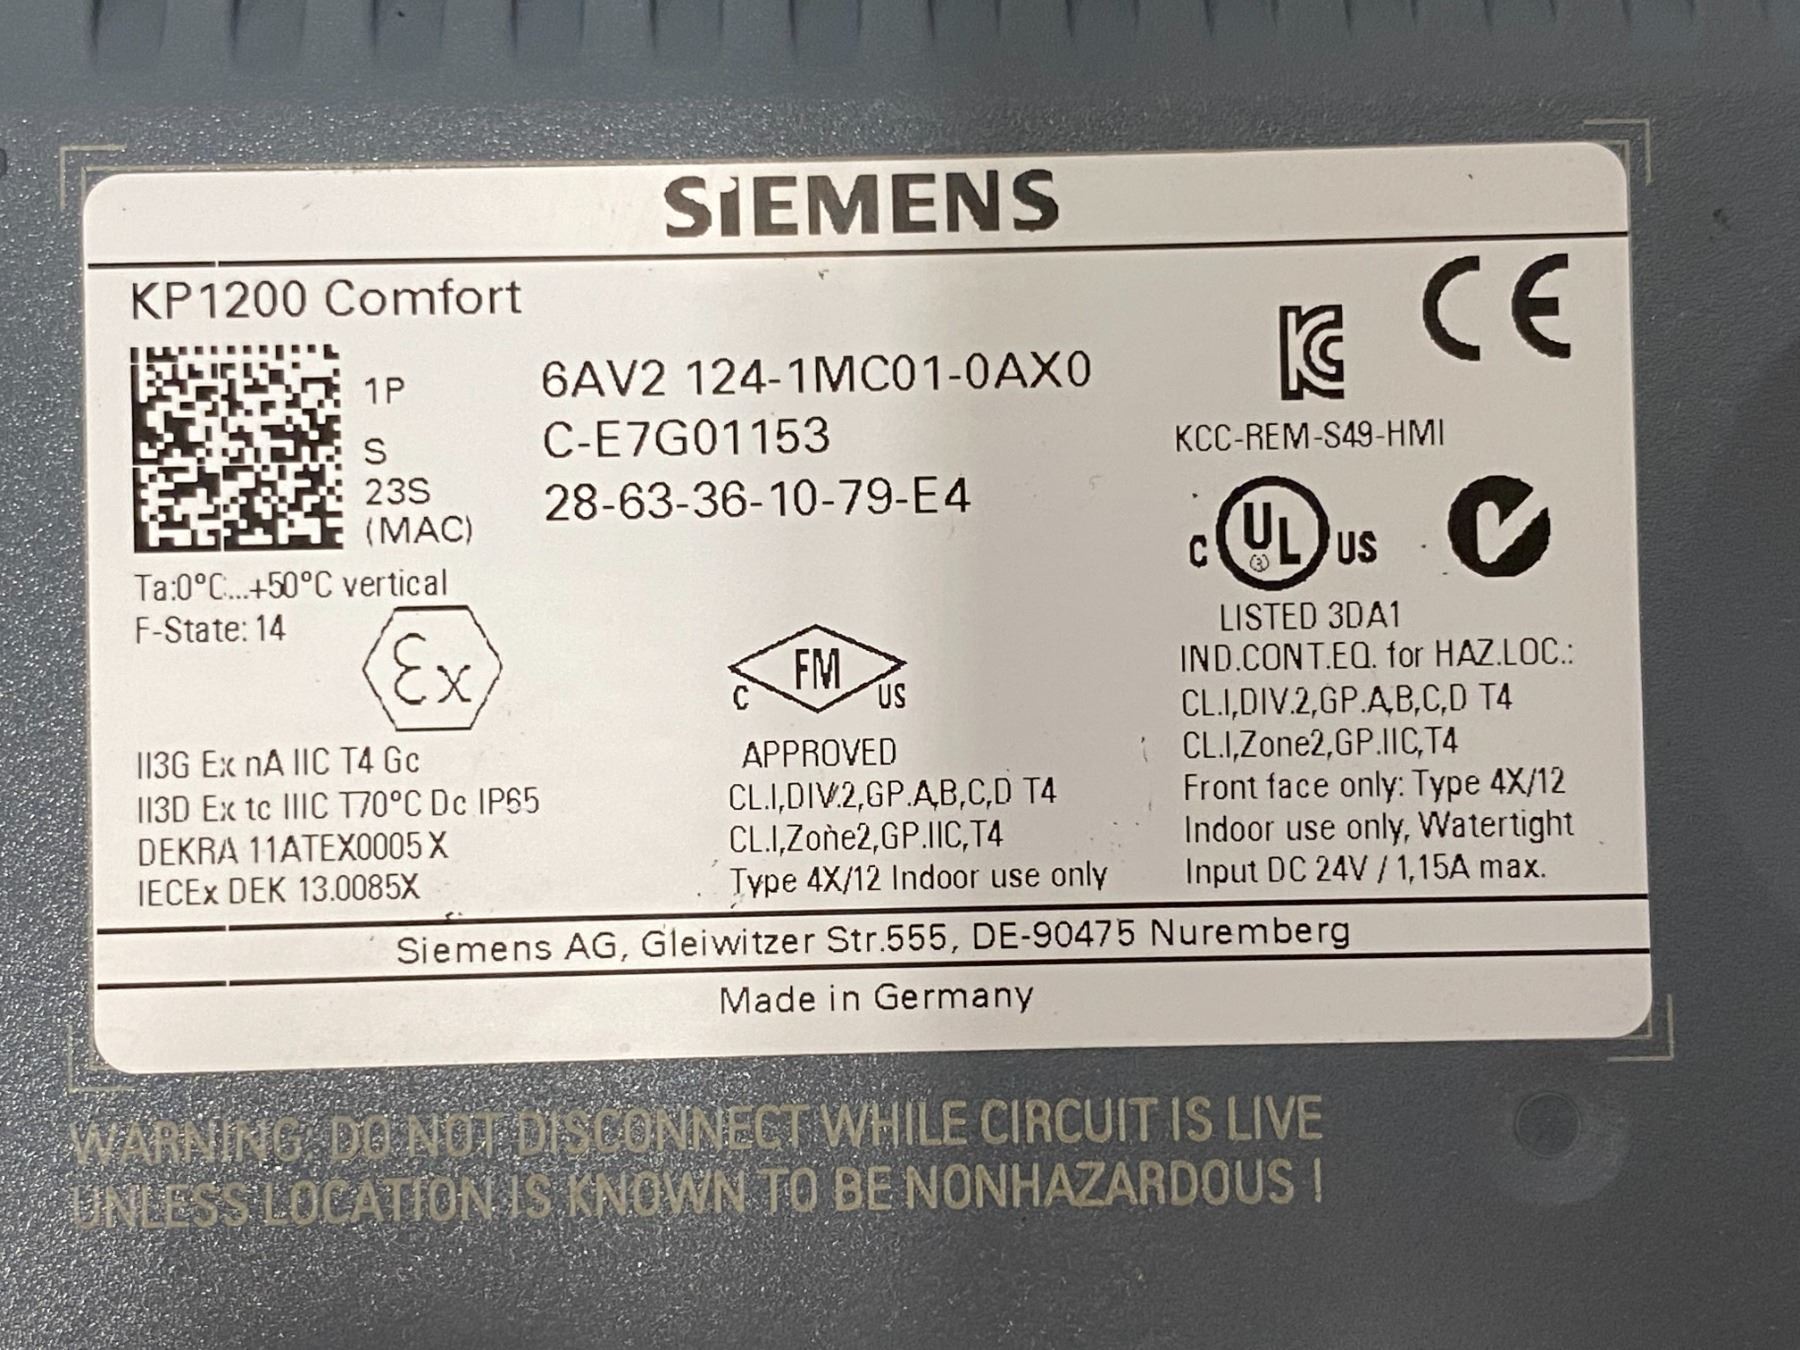 SIEMENS
KP1200 Comfort
1P 6AV2 124-1MC01-0AX0
S C-E7G01153
23S 28-63-36-10-79-E4
(MAC)
Ta:0°C...+50°C vertical
F-State: 14
Ex
II3G Ex nA IIC T4 Gc
II3D Ex tc IIIC T70°C Dc IP65
DEKRA 11ATEX0005 X
IECEx DEK 13.0085X
C FM US
APPROVED
CL.I,DIV.2,GP.A,B,C,D T4
CL.I,Zone2,GP.IIC,T4
Type 4X/12 Indoor use only
KC CE
KCC-REM-S49-HMI
C UL US
LISTED 3DA1
IND.CONT.EQ. for HAZ.LOC.:
CL.I,DIV.2,GP.A,B,C,D T4
CL.I,Zone2,GP.IIC,T4
Front face only: Type 4X/12
Indoor use only, Watertight
Input DC 24V / 1,15A max.
Siemens AG, Gleiwitzer Str.555, DE-90475 Nuremberg
Made in Germany
WARNING: DO NOT DISCONNECT WHILE CIRCUIT IS LIVE
UNLESS LOCATION IS KNOWN TO BE NONHAZARDOUS !